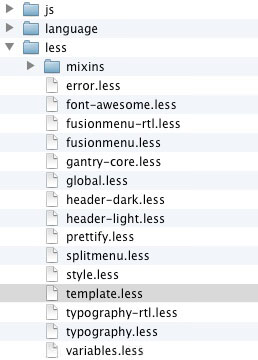 js
language
less
mixins
error.less
font-awesome.less
fusionmenu-rtl.less
fusionmenu.less
gantry-core.less
global.less
header-dark.less
header-light.less
prettify.less
splitmenu.less
style.less
template.less
typography-rtl.less
typography.less
variables.less